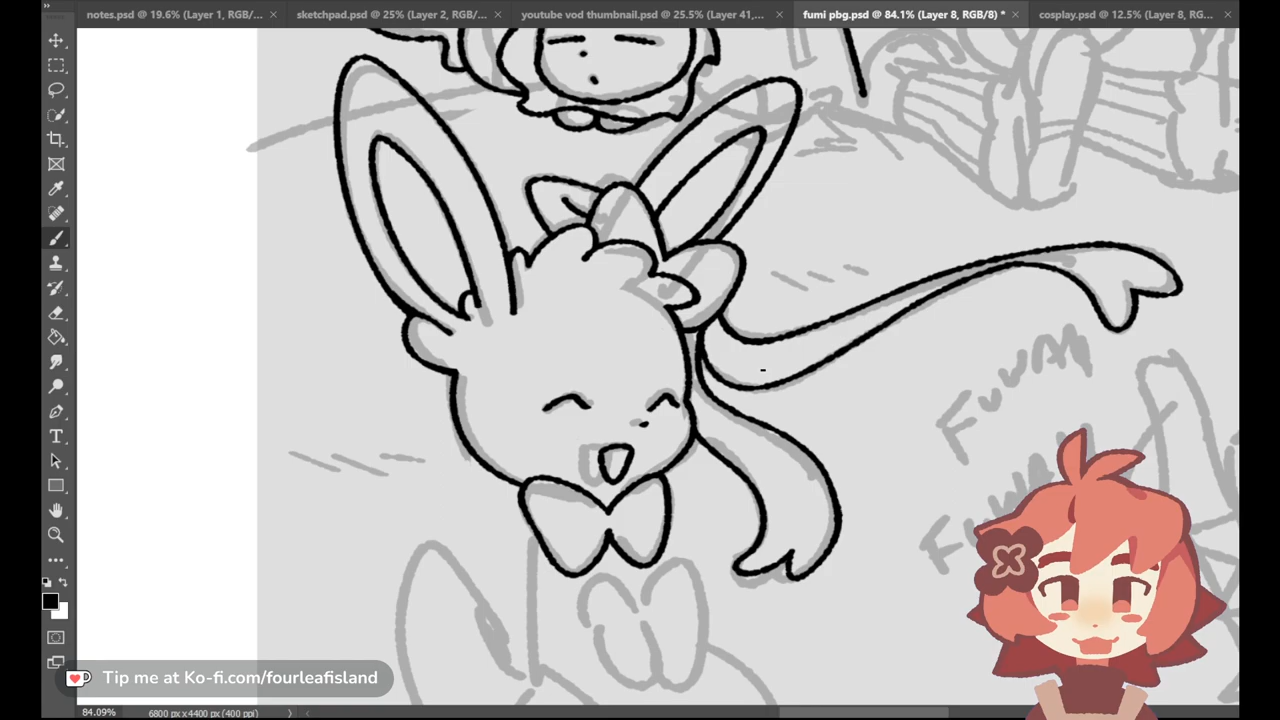 notes.psd @ 19.6% (Layer 1, RGB/...
sketchpad.psd @ 25% (Layer 2, RGB/...
youtube vod thumbnail.psd @ 25.5% (Layer 41,...
fumi pbg.psd @ 84.1% (Layer 8, RGB/8) *
cosplay.psd @ 12.5% (Layer 8, RG...
FuWAA
Tip me at Ko-fi.com/fourleafisland
84.09%
6800 px x 4400 px (400 ppi)